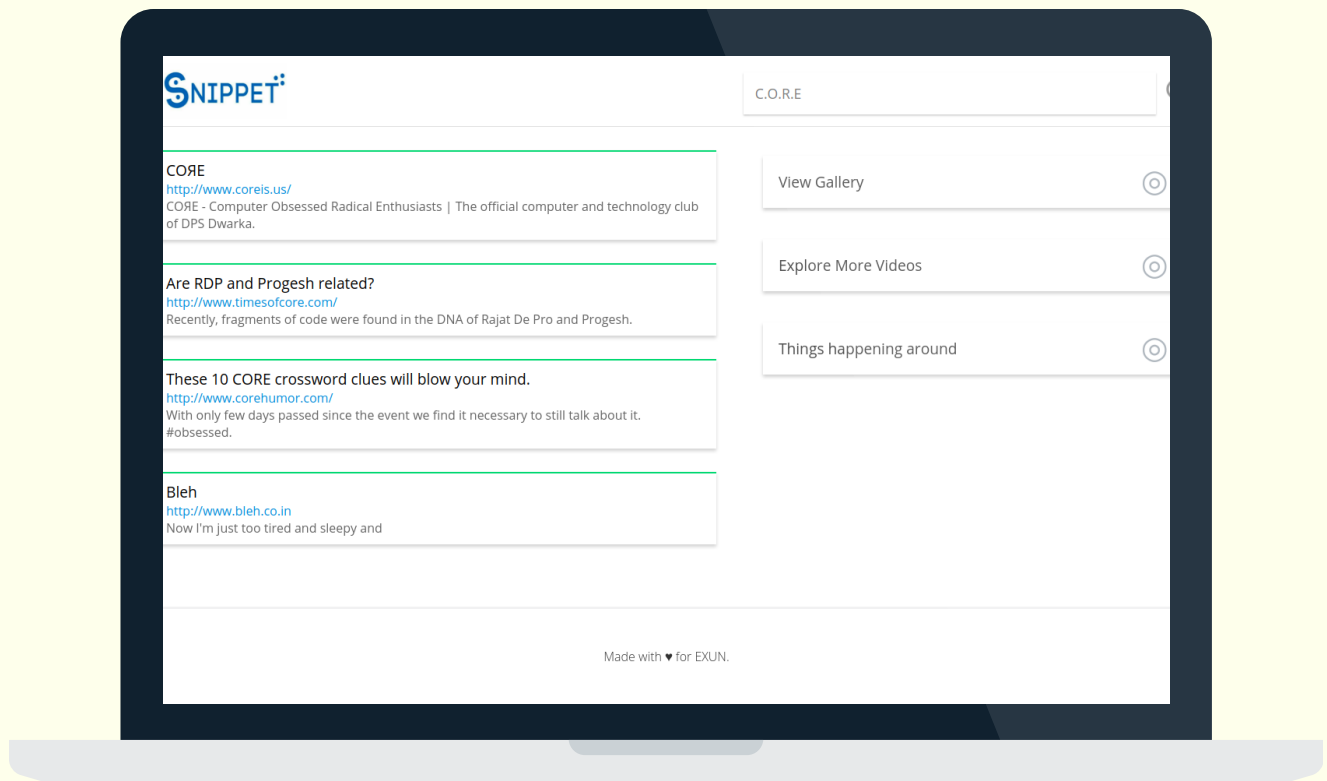 SNIPPET
C.O.R.E
COЯE
http://www.coreis.us/
COЯE - Computer Obsessed Radical Enthusiasts | The official computer and technology club
of DPS Dwarka.
Are RDP and Progesh related?
http://www.timesofcore.com/
Recently, fragments of code were found in the DNA of Rajat De Pro and Progesh.
These 10 CORE crossword clues will blow your mind.
http://www.corehumor.com/
With only few days passed since the event we find it necessary to still talk about it.
#obsessed.
Bleh
http://www.bleh.co.in
Now I'm just too tired and sleepy and
View Gallery
Explore More Videos
Things happening around
Made with ♥ for EXUN.